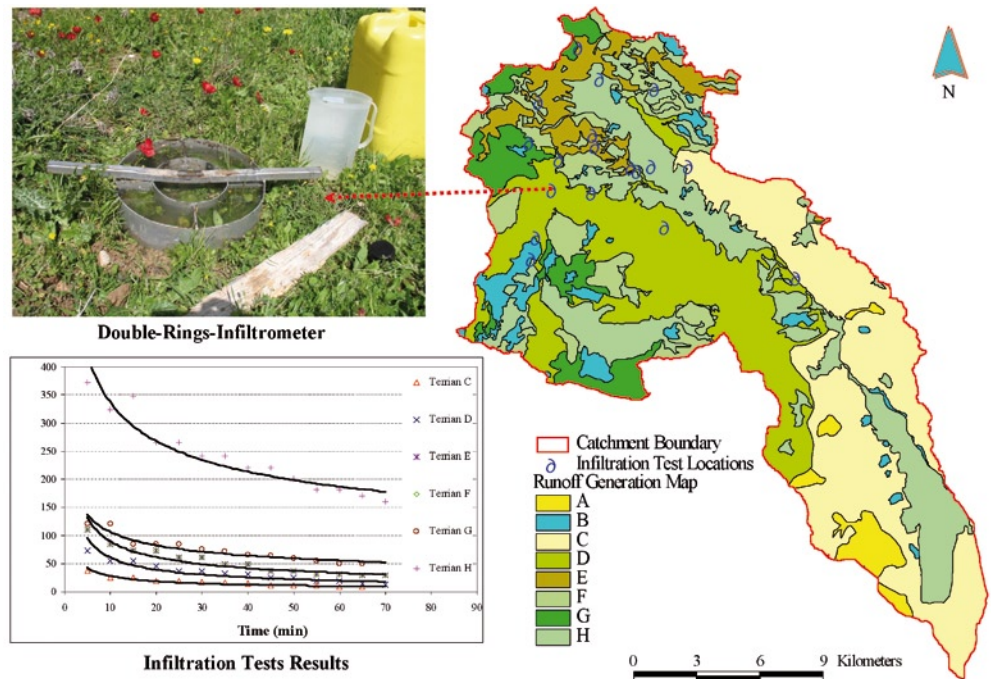 Double-Rings-Infiltrometer
400
350
300
250
200
150
100
50
0
0 10 20 30 40 50 60 70 80 90
Time (min)
Terrian C
Terrian D
Terrian E
Terrian F
Terrian G
Terrian H
Infiltration Tests Results
N
Catchment Boundary
Infiltration Test Locations
Runoff Generation Map
A
B
C
D
E
F
G
H
0 3 6 9 Kilometers